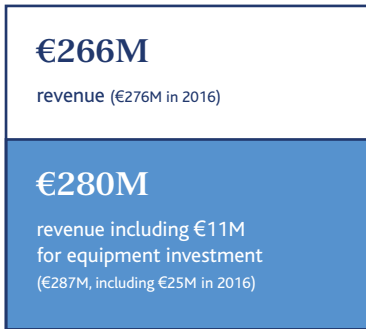 €266M
revenue (€276M in 2016)
€280M
revenue including €11M
for equipment investment
(€287M, including €25M in 2016)